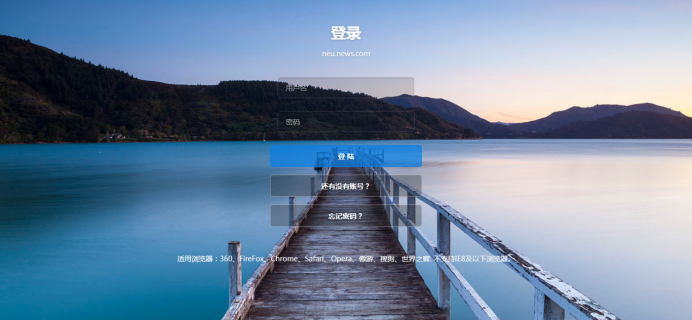 登录
neu.news.com
用户名
密码
登 陆
还有没有账号？
忘记密码？
适用浏览器：360、FireFox、Chrome、Safari、Opera、傲游、搜狗、世界之窗. 不支持IE8及以下浏览器。